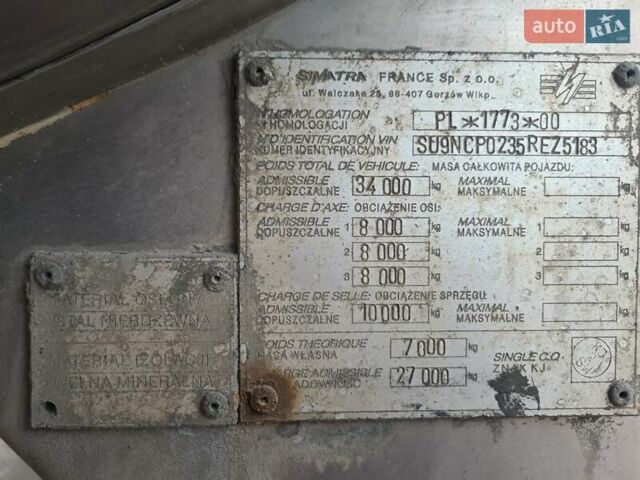 auto RIA
SIMATRA FRANCE Sp. z o.o.
ul. Walczaka 25, 66-407 Gorzów Wlkp.
HOMOLOGATION
HOMOLOGACJI PL*1773*00
N°D'IDENTIFICATION VIN
NUMER IDENTYFIKACYJNY SU9NCP0235REZ5183
POIDS TOTAL DE VEHICULE: MASA CAŁKOWITA POJAZDU:
ADMISSIBLE MAXIMAL
DOPUSZCZALNE 34 000 kg MAKSYMALNE kg
CHARGE D'AXE: OBCIĄŻENIE OSI:
ADMISSIBLE MAXIMAL
DOPUSZCZALNE 1 8 000 kg MAKSYMALNE 1 kg
2 8 000 kg 2 kg
3 8 000 kg 3 kg
CHARGE DE SELLE: OBCIĄŻENIE SPRZĘGU:
ADMISSIBLE MAXIMAL
DOPUSZCZALNE 10 000 kg MAKSYMALNE kg
POIDS THEORIQUE
MASA WŁASNA 7 000 kg SINGLE C.Q.
ZNAK KJ
CHARGE ADMISSIBLE
ŁADOWNOŚĆ 27 000 kg
MATERIAŁ OSŁONY
STAL NIERDZEWNA
MATERIAŁ IZOLACJI
WEŁNA MINERALNA